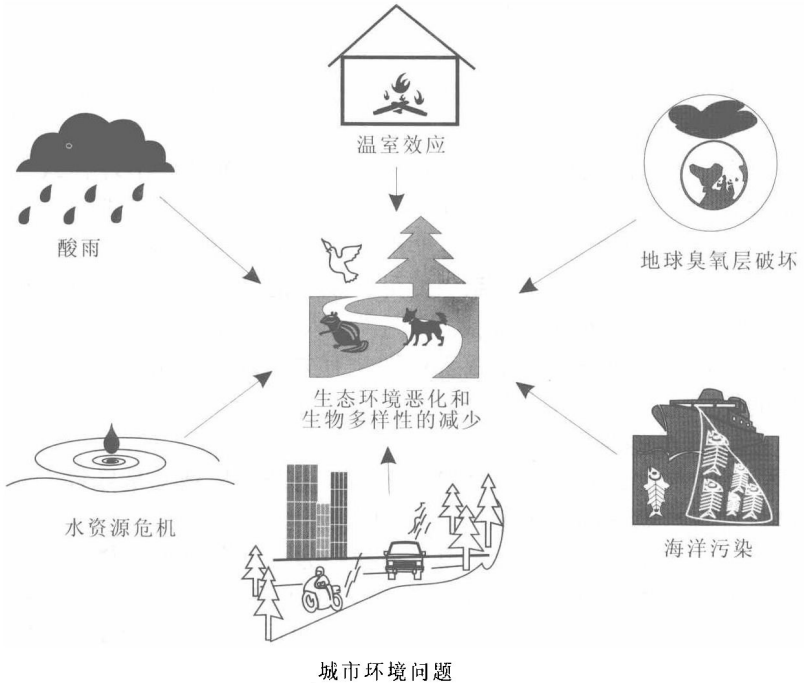 温室效应
酸雨
地球臭氧层破坏
生态环境恶化和
生物多样性的减少
水资源危机
海洋污染
城市环境问题